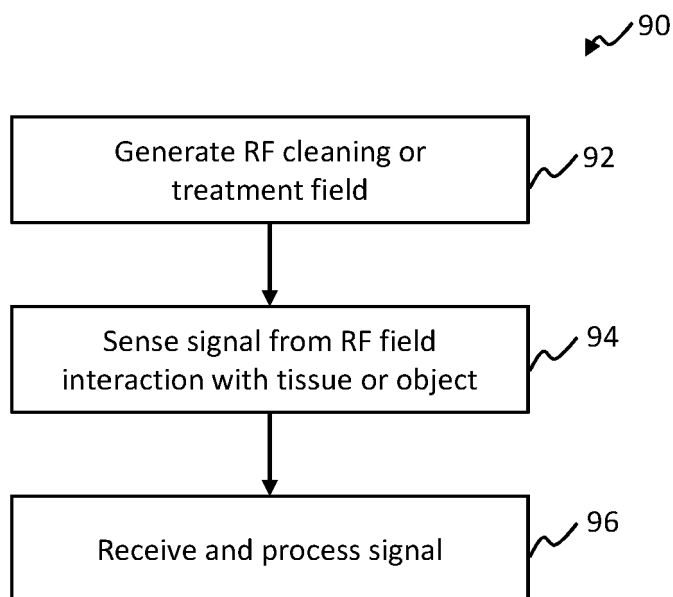 90
Generate RF cleaning or
treatment field
92
Sense signal from RF field
interaction with tissue or object
94
Receive and process signal
96